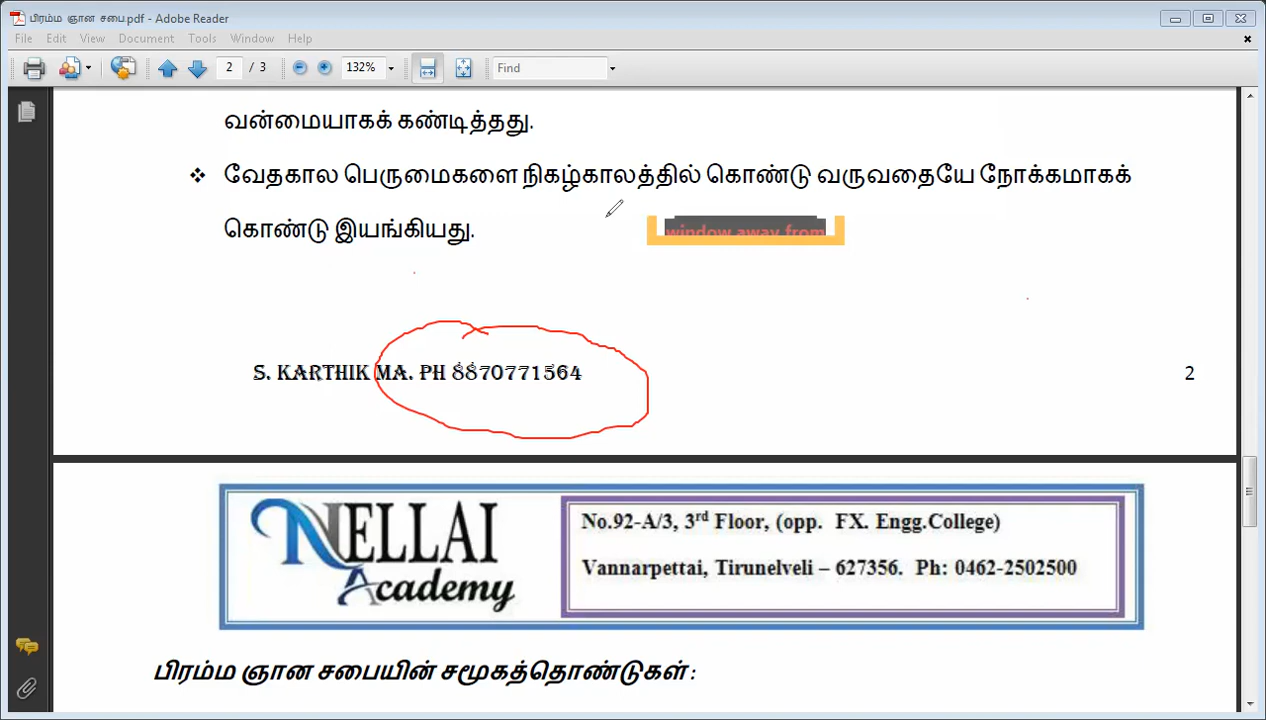 பிரம்ம ஞான சபை.pdf - Adobe Reader
File Edit View Document Tools Window Help
2 / 3 132% Find
வன்மையாகக் கண்டித்தது.
❖ வேதகால பெருமைகளை நிகழ்காலத்தில் கொண்டு வருவதையே நோக்கமாகக்
கொண்டு இயங்கியது.
window away from
S. KARTHIK MA. PH 8870771564 2
NELLAI
Academy
No.92-A/3, 3rd Floor, (opp. FX. Engg.College)
Vannarpettai, Tirunelveli – 627356. Ph: 0462-2502500
பிரம்ம ஞான சபையின் சமூகத்தொண்டுகள் :